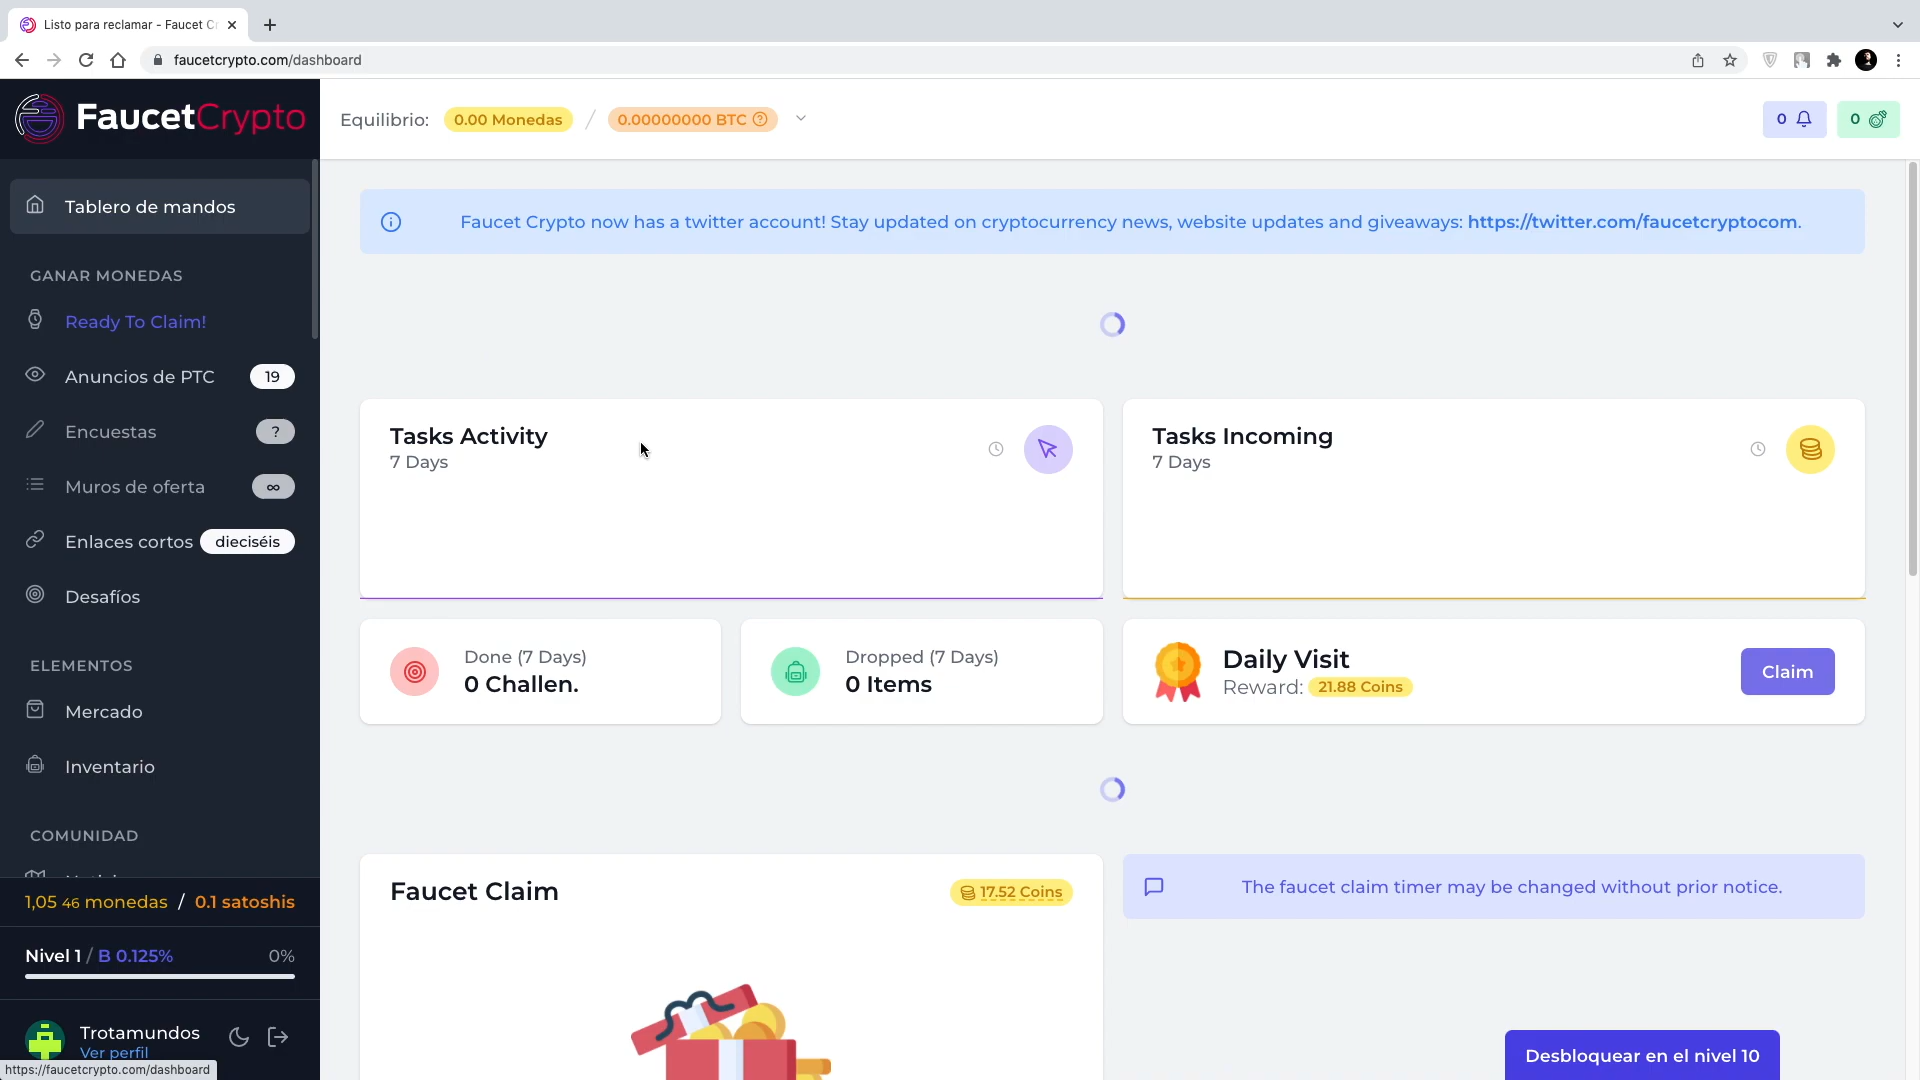 Listo para reclamar - Faucet C
faucetcrypto.com/dashboard
FaucetCrypto
Equilibrio: 0.00 Monedas / 0.00000000 BTC
0
0
Tablero de mandos
GANAR MONEDAS
Ready To Claim!
Anuncios de PTC 19
Encuestas ?
Muros de oferta ∞
Enlaces cortos dieciséis
Desafíos
ELEMENTOS
Mercado
Inventario
COMUNIDAD
1,05 46 monedas / 0.1 satoshis
Nivel 1 / B 0.125% 0%
Trotamundos
Ver perfil
https://faucetcrypto.com/dashboard
Faucet Crypto now has a twitter account! Stay updated on cryptocurrency news, website updates and giveaways: https://twitter.com/faucetcryptocom.
Tasks Activity
7 Days
Tasks Incoming
7 Days
Done (7 Days)
0 Challen.
Dropped (7 Days)
0 Items
Daily Visit
Reward: 21.88 Coins
Claim
Faucet Claim
17.52 Coins
The faucet claim timer may be changed without prior notice.
Desbloquear en el nivel 10